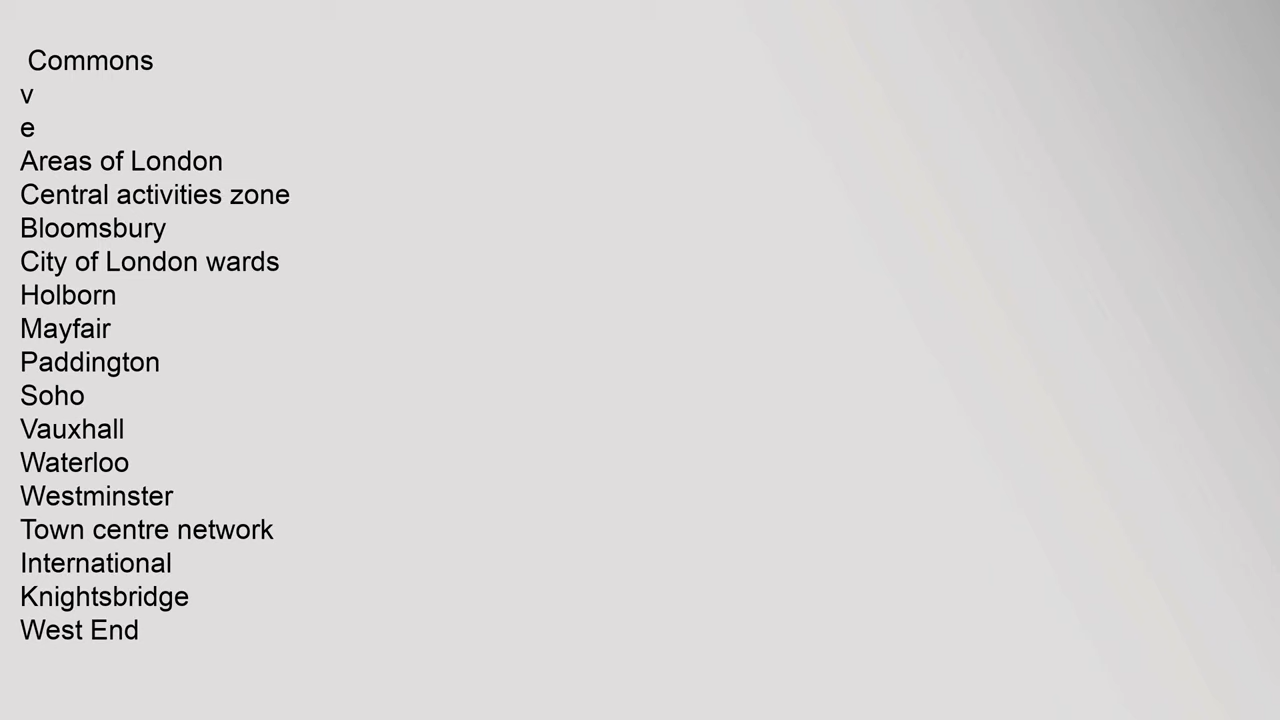 Commons
v
e
Areas of London
Central activities zone
Bloomsbury
City of London wards
Holborn
Mayfair
Paddington
Soho
Vauxhall
Waterloo
Westminster
Town centre network
International
Knightsbridge
West End